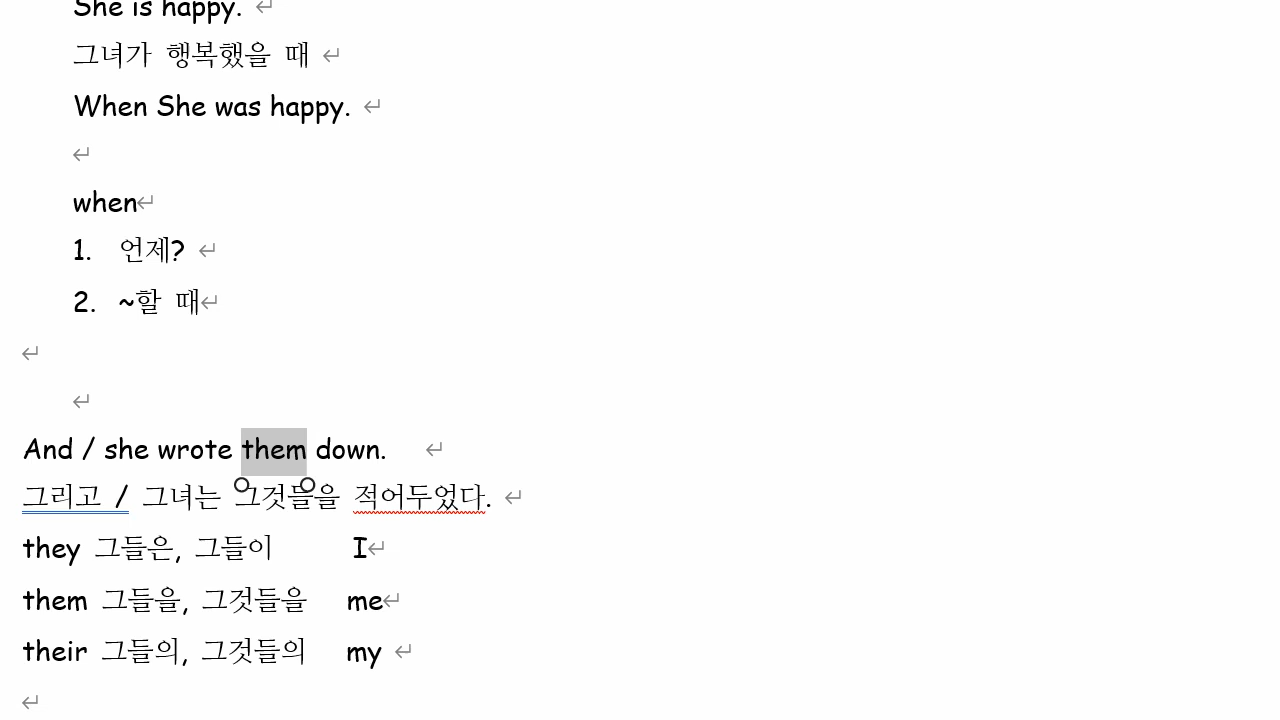 She is happy.
그녀가 행복했을 때
When She was happy.
when
1. 언제?
2. ~할 때
And / she wrote them down.
그리고 / 그녀는 그것들을 적어두었다.
they 그들은, 그들이 I
them 그들을, 그것들을 me
their 그들의, 그것들의 my